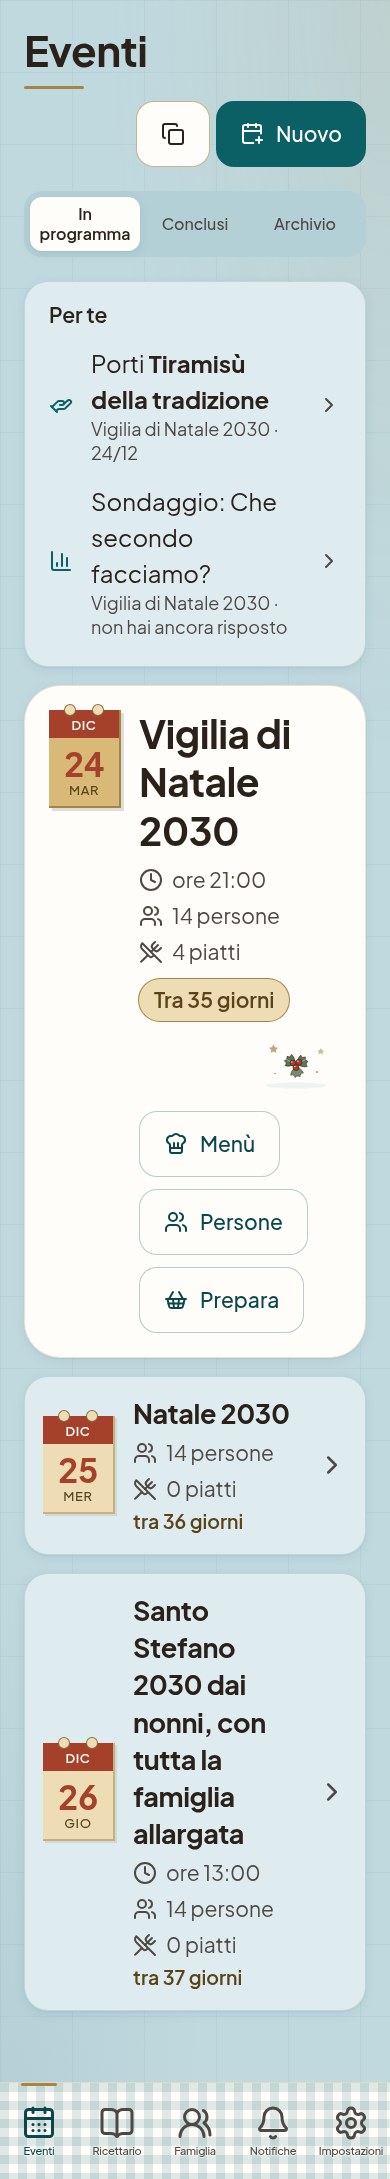 Eventi
Nuovo
In
programma
Conclusi
Archivio
Per te
Porti Tiramisù
della tradizione
Vigilia di Natale 2030 ·
24/12
Sondaggio: Che
secondo
facciamo?
Vigilia di Natale 2030 ·
non hai ancora risposto
DIC
24
MAR
Vigilia di
Natale
2030
ore 21:00
14 persone
4 piatti
Tra 35 giorni
Menù
Persone
Prepara
DIC
25
MER
Natale 2030
14 persone
0 piatti
tra 36 giorni
DIC
26
GIO
Santo
Stefano
2030 dai
nonni, con
tutta la
famiglia
allargata
ore 13:00
14 persone
0 piatti
tra 37 giorni
Eventi
Ricettario
Famiglia
Notifiche
Impostazioni